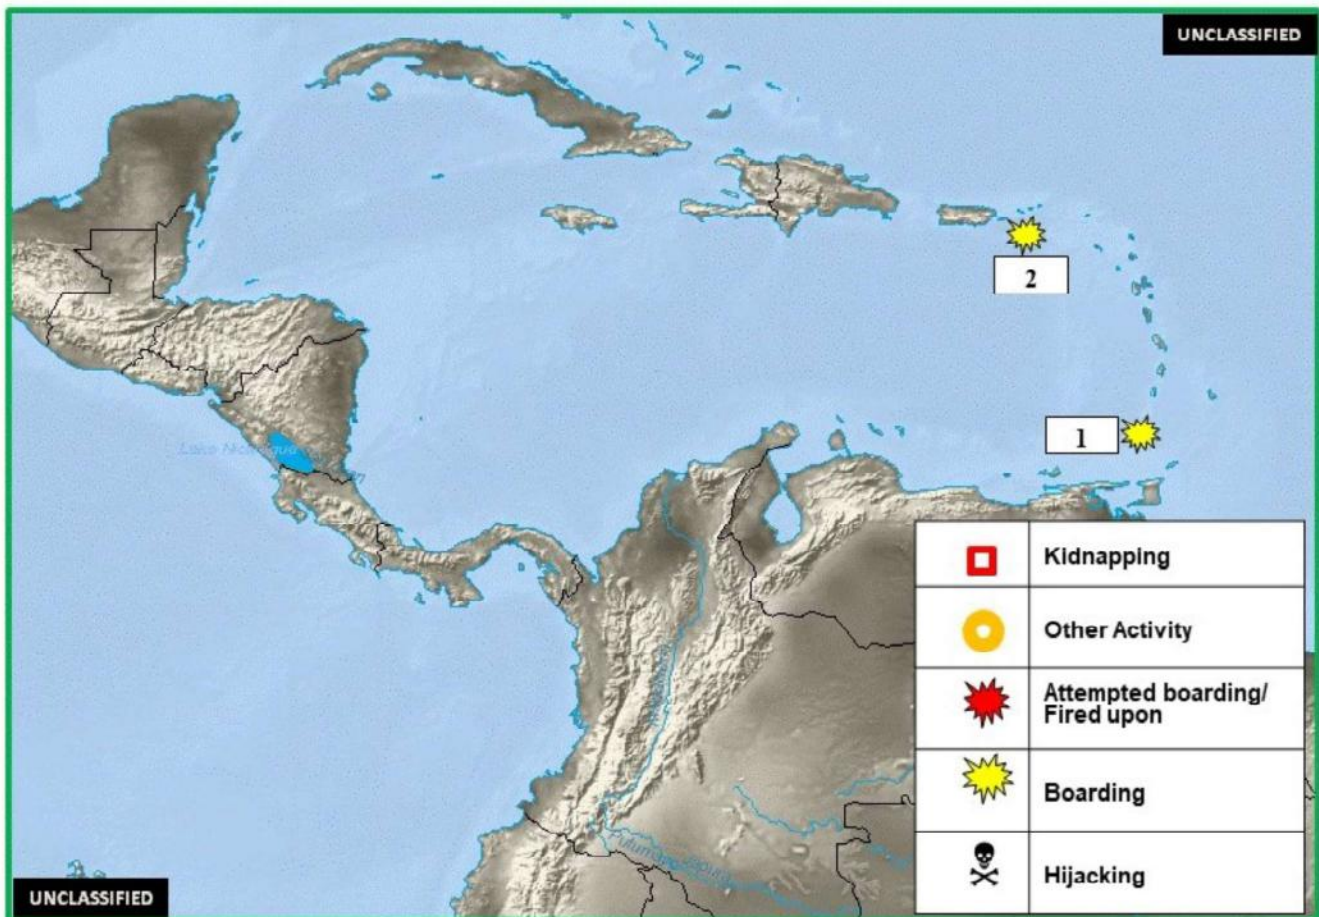 UNCLASSIFIED
2
1
Lake Nicaragua
Kidnapping
Other Activity
Attempted boarding/
Fired upon
Boarding
Hijacking
UNCLASSIFIED